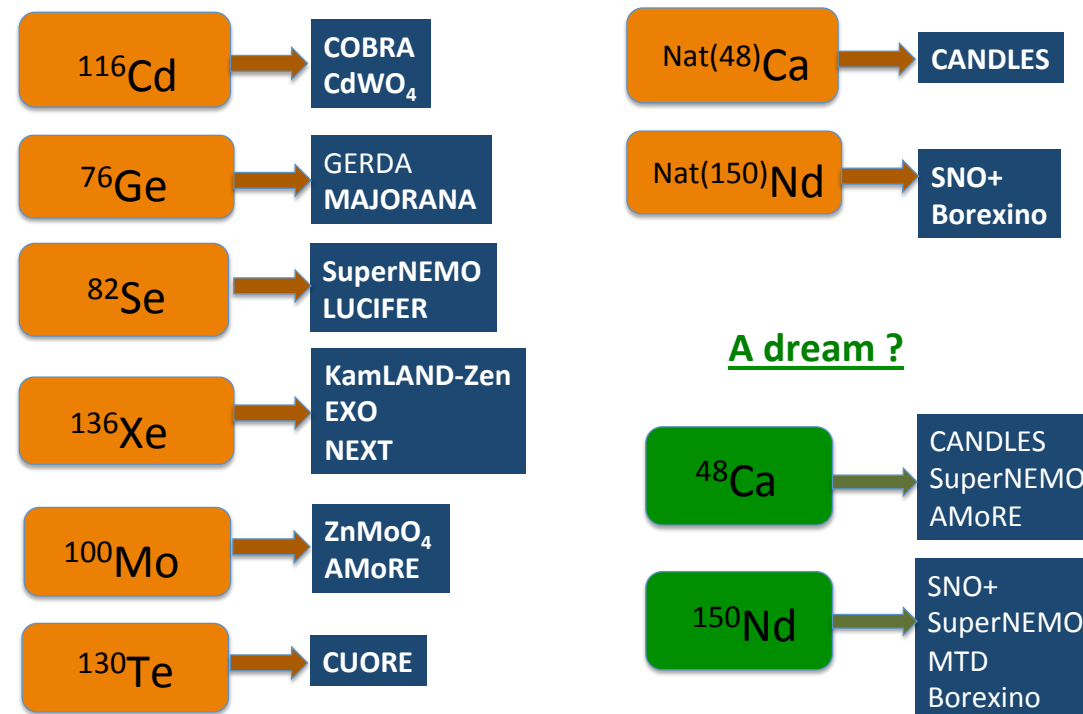 ¹¹⁶Cd
COBRA
CdWO₄
⁷⁶Ge
GERDA
MAJORANA
⁸²Se
SuperNEMO
LUCIFER
¹³⁶Xe
KamLAND-Zen
EXO
NEXT
¹⁰⁰Mo
ZnMoO₄
AMoRE
¹³⁰Te
CUORE
Nat(48)Ca
CANDLES
Nat(150)Nd
SNO+
Borexino
A dream ?
⁴⁸Ca
CANDLES
SuperNEMO
AMoRE
¹⁵⁰Nd
SNO+
SuperNEMO
MTD
Borexino